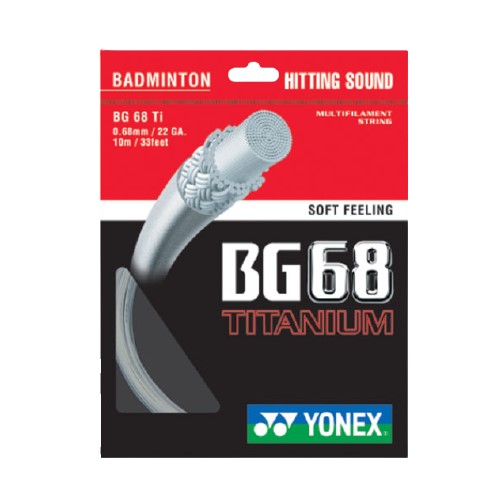 BADMINTON
HITTING SOUND
BG 68 Ti
0.68mm / 22 GA.
10m / 33feet
MULTIFILAMENT
STRING
SOFT FEELING
BG68
TITANIUM
YONEX